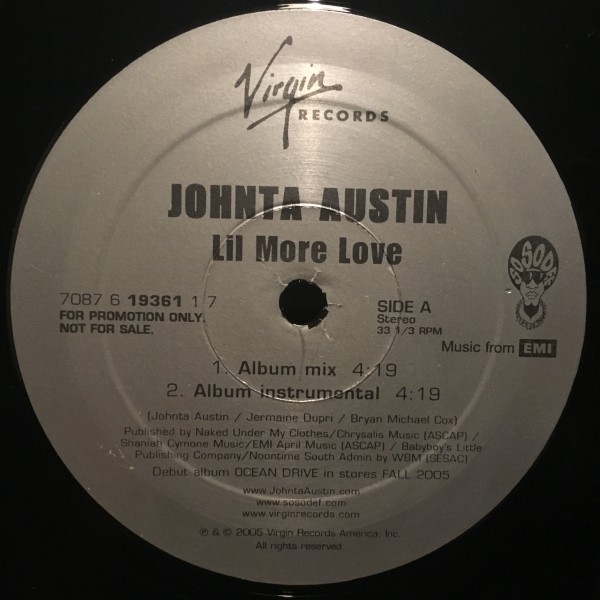 Virgin
RECORDS
JOHNTA AUSTIN
Lil More Love
7087 6 19361 1 7
FOR PROMOTION ONLY.
NOT FOR SALE.
SIDE A
Stereo
33 1/3 RPM
SO SO DEF
Music from EMI
1. Album mix 4:19
2. Album instrumental 4:19
(Johnta Austin / Jermaine Dupri / Bryan Michael Cox)
Published by Naked Under My Clothes/Chrysalis Music (ASCAP) /
Shaniah Cymone Music/EMI April Music (ASCAP) / Babyboy's Little
Publishing Company/Noontime South Admin by WBM (SESAC)
Debut album OCEAN DRIVE in stores FALL 2005
www.JohntaAustin.com
www.sosodef.com
www.virginrecords.com
℗ & © 2005 Virgin Records America, Inc.
All rights reserved.